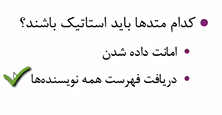 کدام متدها باید استاتیک باشند؟
امانت داده شدن
دریافت فهرست همه نویسنده‌ها